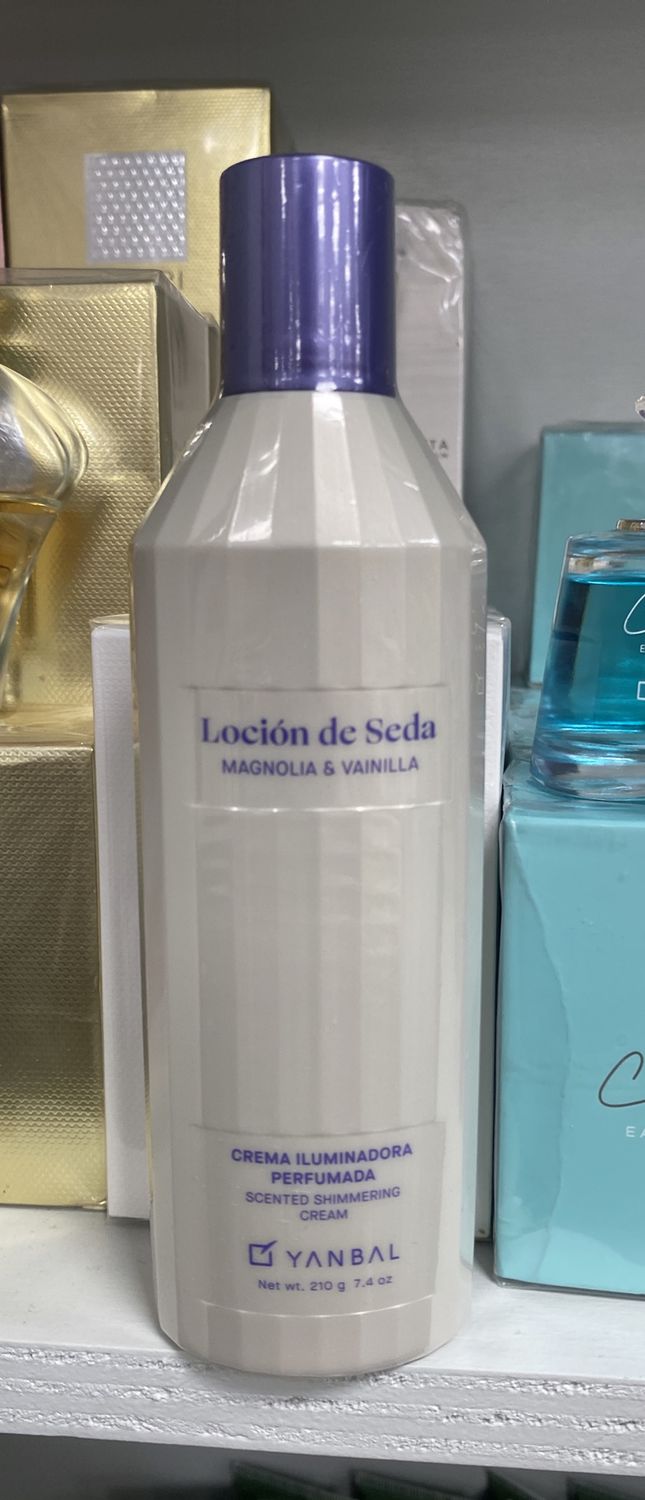 Loción de Seda
MAGNOLIA & VAINILLA
CREMA ILUMINADORA
PERFUMADA
SCENTED SHIMMERING
CREAM
YANBAL
Net wt. 210 g 7.4 oz